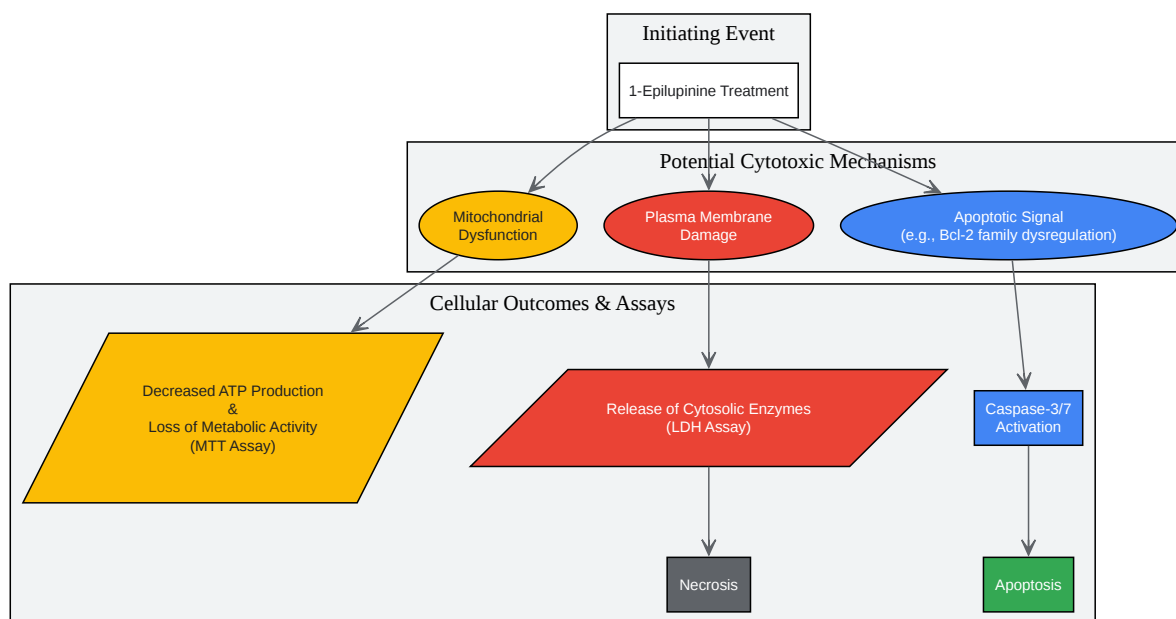 Initiating Event
1-Epilupinine Treatment
Potential Cytotoxic Mechanisms
Mitochondrial
Dysfunction
Plasma Membrane
Damage
Apoptotic Signal
(e.g., Bcl-2 family dysregulation)
Cellular Outcomes & Assays
Decreased ATP Production
&
Loss of Metabolic Activity
(MTT Assay)
Release of Cytosolic Enzymes
(LDH Assay)
Caspase-3/7
Activation
Necrosis
Apoptosis